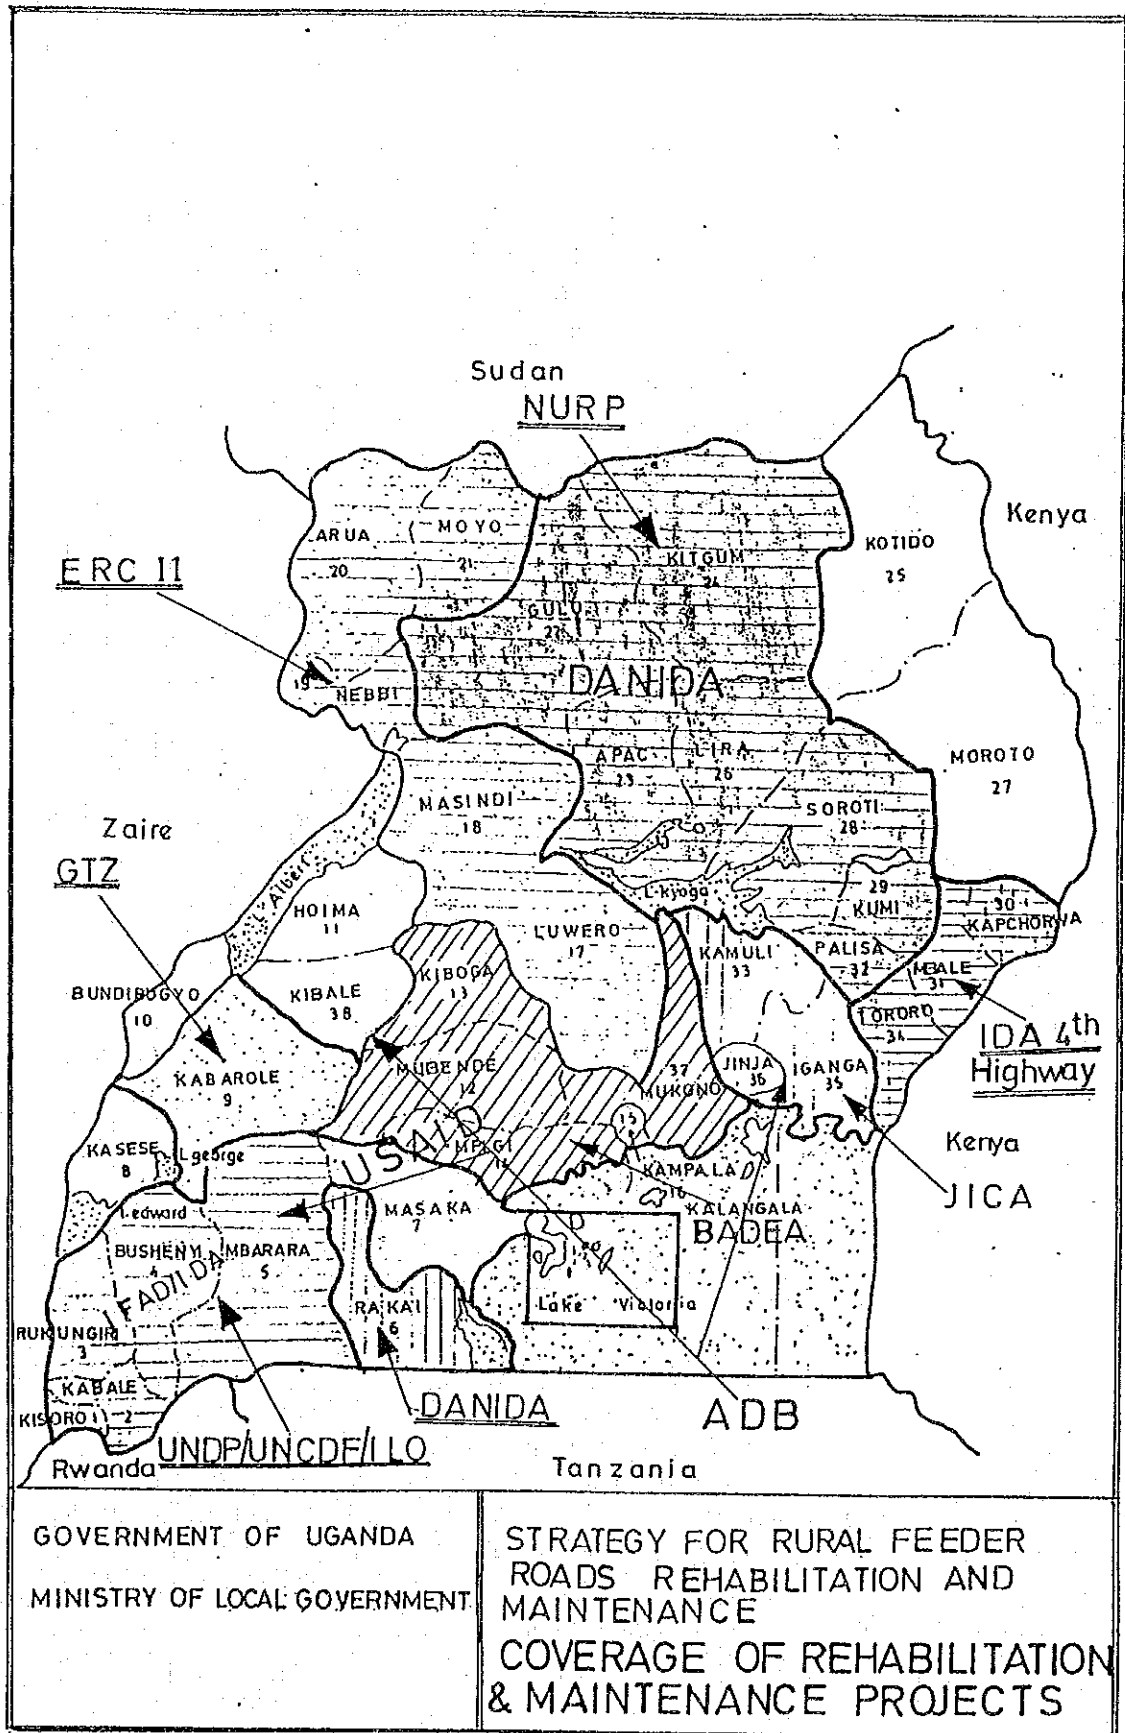 Sudan
NURP
Kenya
ARUA
20
MOYO
21
KITGUM
24
KOTIDO
25
ERC II
GULU
22
DANIDA
19
NEBBI
APAC
23
LIRA
26
MOROTO
27
MASINDI
18
SOROTI
28
Zaire
GTZ
Albert
HOIMA
11
L.kyoga
29
KUMI
30
KAPCHORWA
LUWERO
17
KAMULI
33
PALISA
32
MBALE
31
KIBOGA
13
BUNDIBUGYO
10
KIBALE
38
TORORO
34
IDA 4th
Highway
MUBENDE
12
37
MUKONO
JINJA
36
IGANGA
35
KABAROLE
9
KASESE
8
L george
USAID
MPIGI
14
15
KAMPALA
Kenya
JICA
L.edward
MASAKA
7
16
KALANGALA
BADEA
BUSHENYI
4
MBARARA
5
IFAD/IDA
RAKAI
6
Lake Victoria
RUKUNGIRI
3
KABALE
2
KISORO 1
DANIDA
ADB
UNDP/UNCDF/ILO
Rwanda
Tanzania
GOVERNMENT OF UGANDA
MINISTRY OF LOCAL GOVERNMENT
STRATEGY FOR RURAL FEEDER
ROADS REHABILITATION AND
MAINTENANCE
COVERAGE OF REHABILITATION
& MAINTENANCE PROJECTS